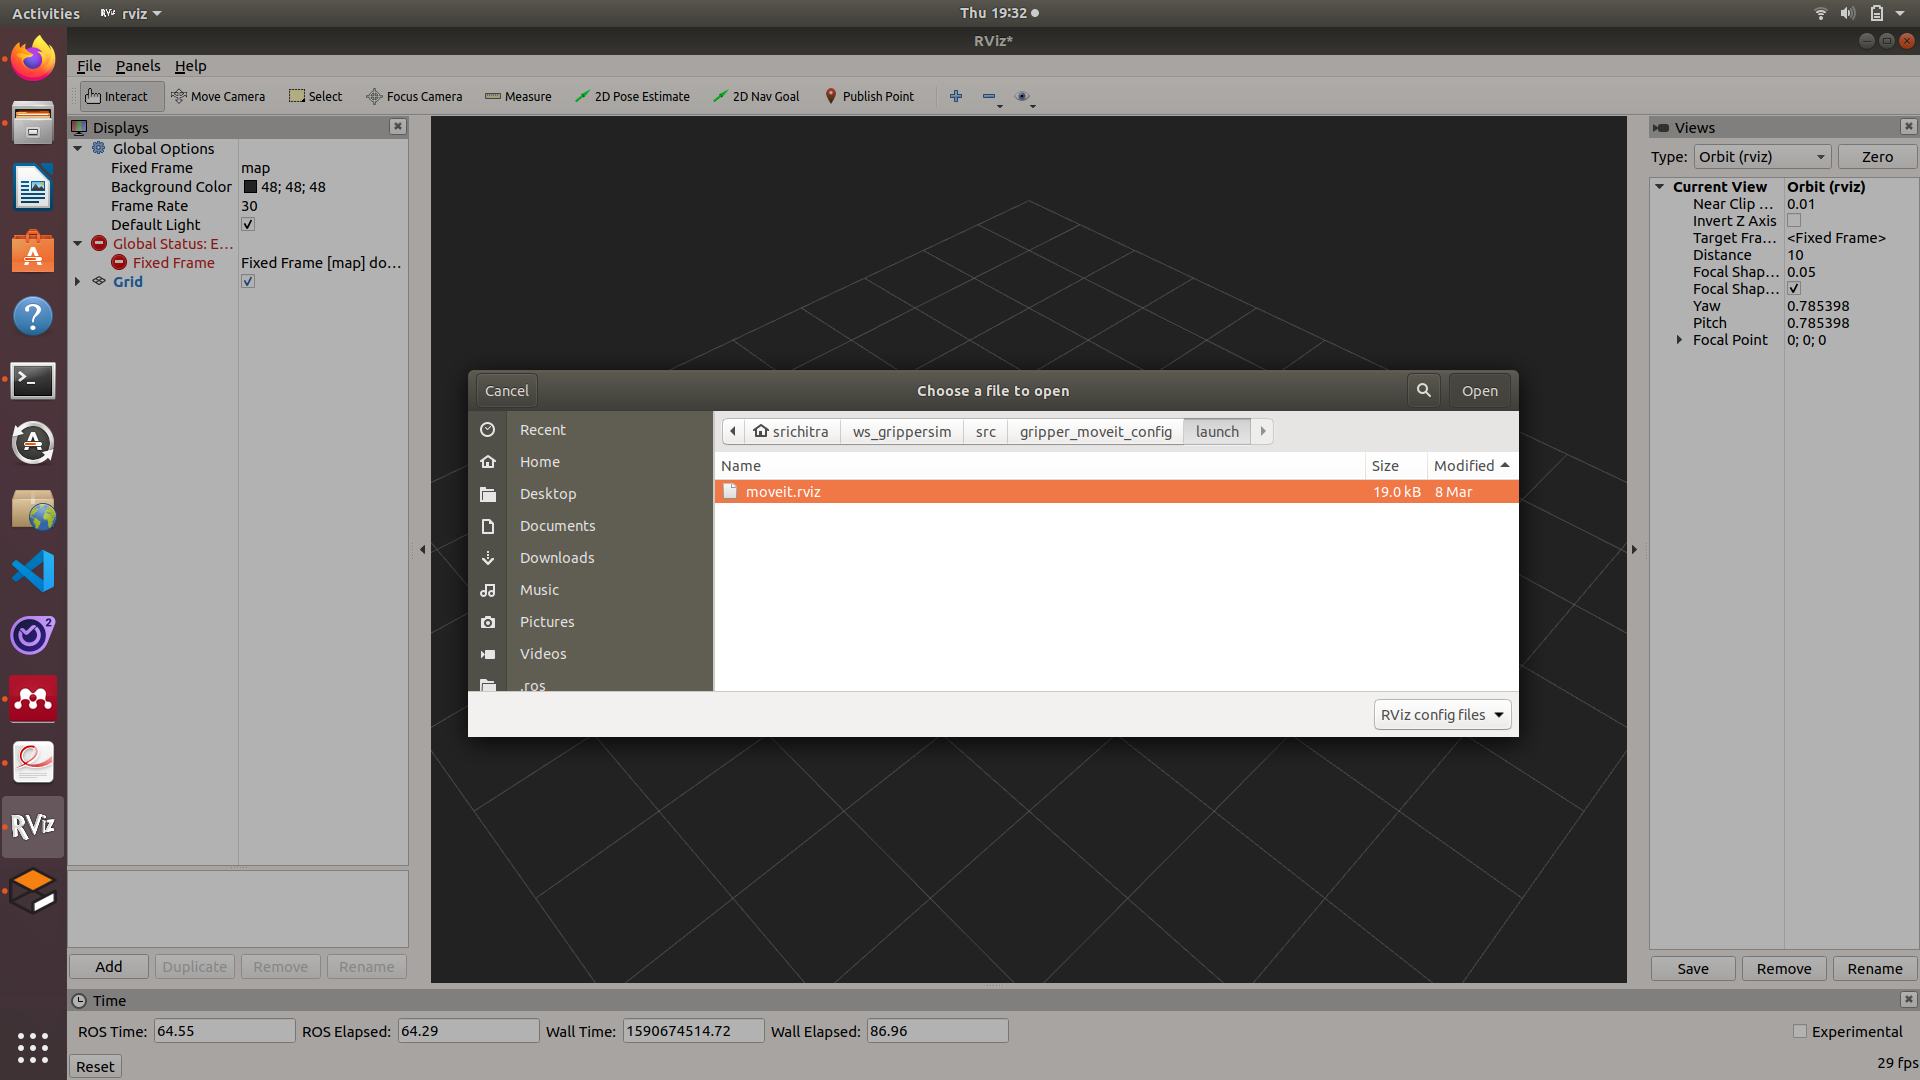 Activities RViz rviz Thu 19:32
RViz*
File Panels Help
Interact Move Camera Select Focus Camera Measure 2D Pose Estimate 2D Nav Goal Publish Point
Displays
Global Options
Fixed Frame map
Background Color 48; 48; 48
Frame Rate 30
Default Light
Global Status: E...
Fixed Frame Fixed Frame [map] do...
Grid
Views
Type: Orbit (rviz) Zero
Current View Orbit (rviz)
Near Clip ... 0.01
Invert Z Axis
Target Fra... <Fixed Frame>
Distance 10
Focal Shap... 0.05
Focal Shap...
Yaw 0.785398
Pitch 0.785398
Focal Point 0; 0; 0
Cancel Choose a file to open Open
Recent
Home
Desktop
Documents
Downloads
Music
Pictures
Videos
.ros
srichitra ws_grippersim src gripper_moveit_config launch
Name Size Modified
moveit.rviz 19.0 kB 8 Mar
RViz config files
2
RViz
Add Duplicate Remove Rename
Save Remove Rename
Time
ROS Time: 64.55 ROS Elapsed: 64.29 Wall Time: 1590674514.72 Wall Elapsed: 86.96 Experimental
Reset 29 fps